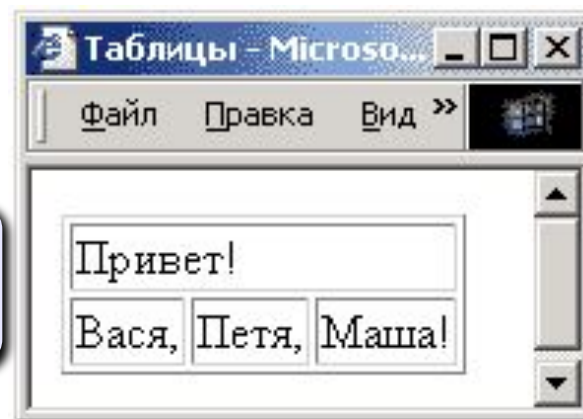 Таблицы - Microso...
Файл Правка Вид »
Привет!
Вася, Петя, Маша!